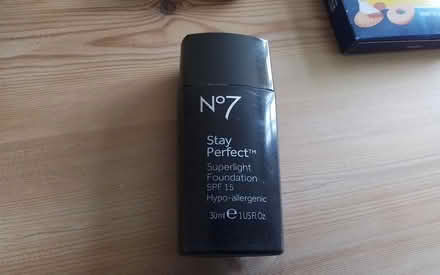 No7
Stay
Perfect™
Superlight
Foundation
SPF 15
Hypo-allergenic
30ml ℮ 1 US Fl Oz